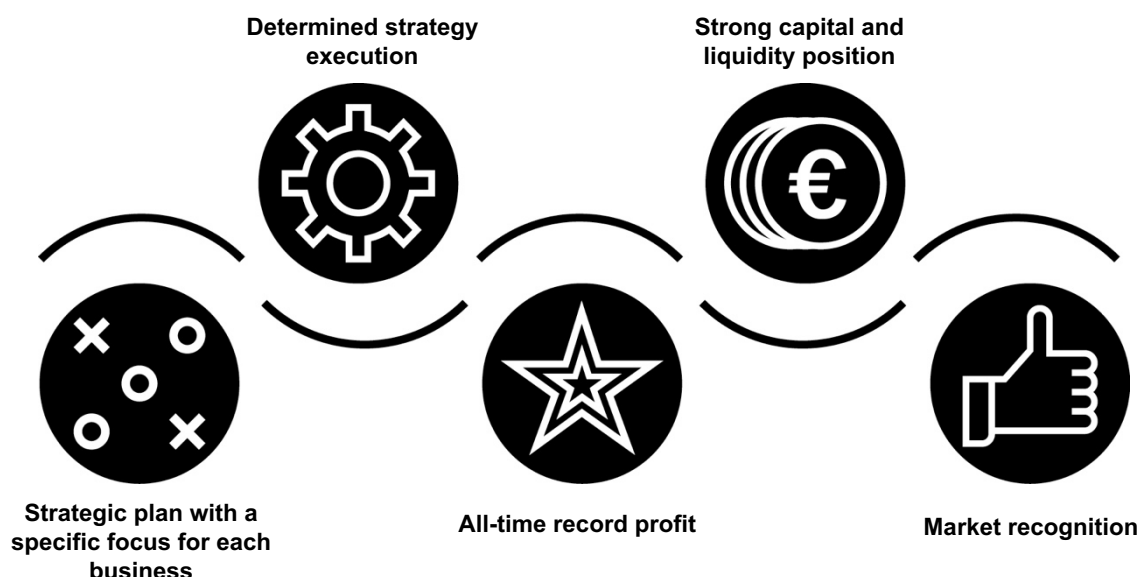 Determined strategy
execution
Strong capital and
liquidity position
€
Strategic plan with a
specific focus for each
business
All-time record profit
Market recognition